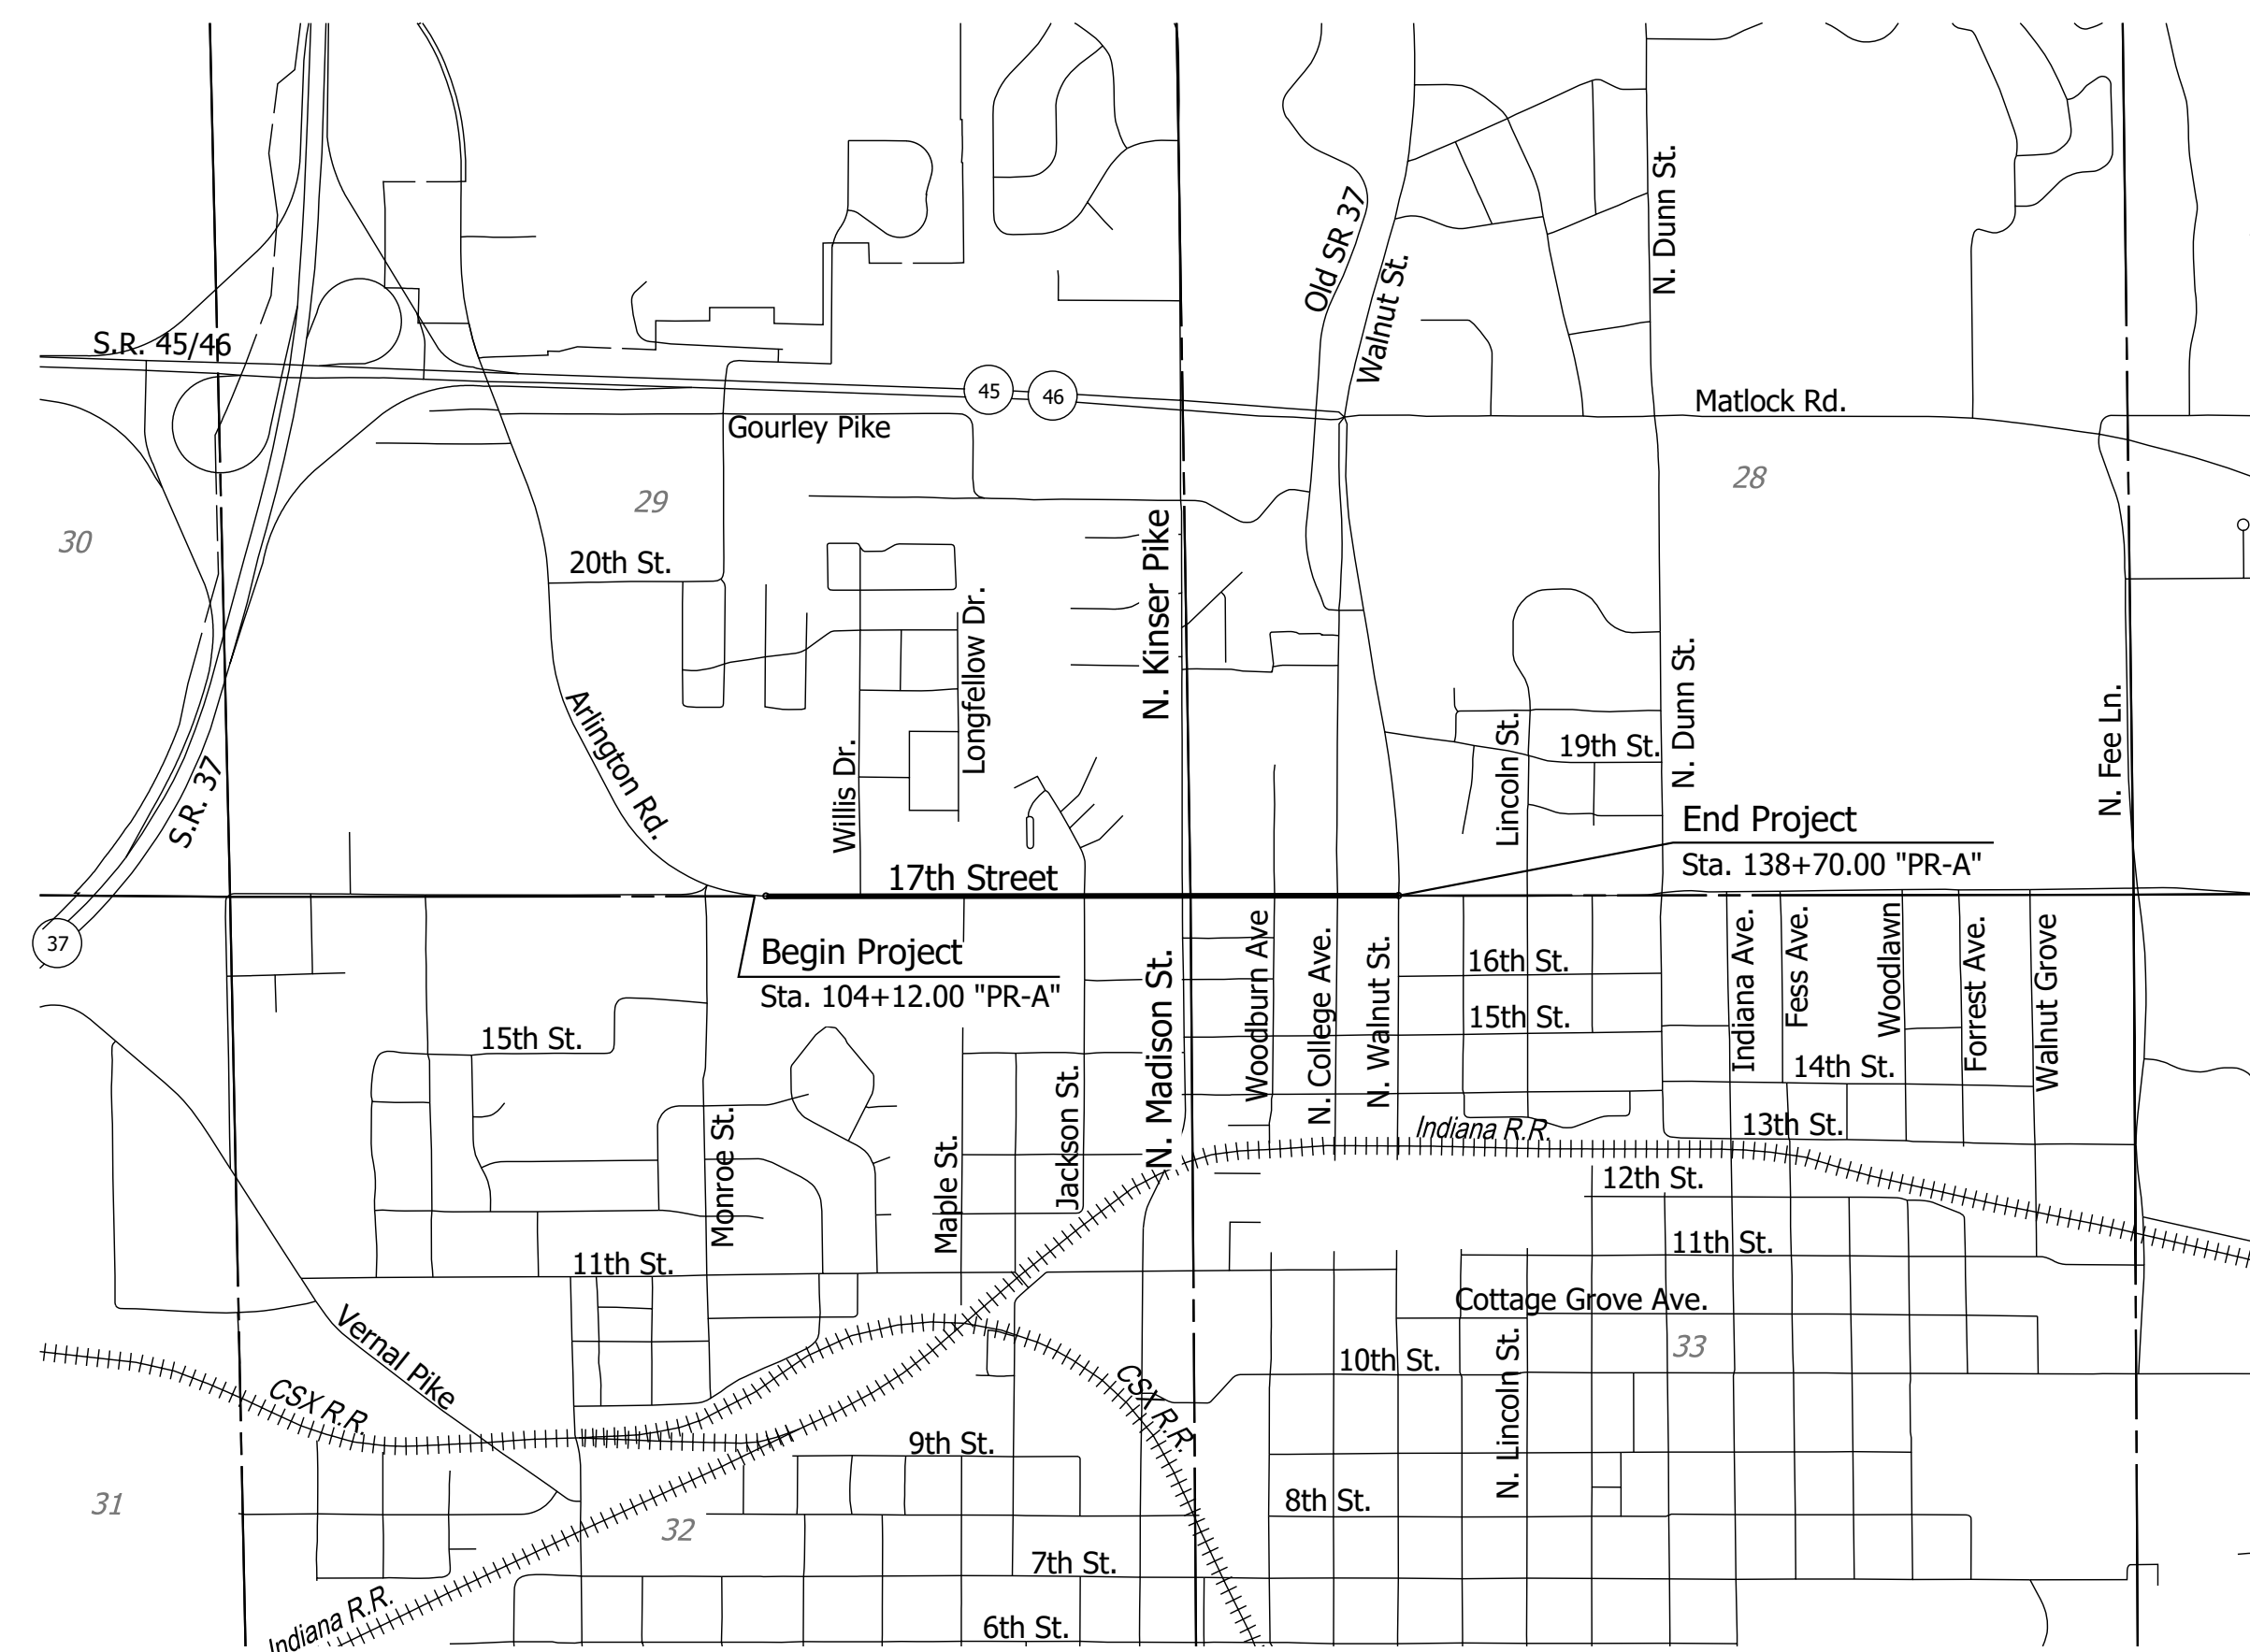 N. Dunn St.
Old SR 37
Walnut St.
S.R. 45/46
45
46
Matlock Rd.
Gourley Pike
28
29
30
N. Kinser Pike
20th St.
Longfellow Dr.
Arlington Rd.
N. Dunn St.
N. Fee Ln.
Lincoln St.
19th St.
Willis Dr.
S.R. 37
End Project
Sta. 138+70.00 "PR-A"
17th Street
37
Begin Project
Sta. 104+12.00 "PR-A"
N. Madison St.
Woodburn Ave
N. College Ave.
N. Walnut St.
16th St.
15th St.
Indiana Ave.
Fess Ave.
Woodlawn
Forrest Ave.
Walnut Grove
15th St.
14th St.
Monroe St.
Maple St.
Jackson St.
13th St.
Indiana R.R.
12th St.
11th St.
11th St.
Cottage Grove Ave.
Vernal Pike
33
10th St.
N. Lincoln St.
CSX R.R.
CSX R.R.
9th St.
8th St.
31
32
7th St.
Indiana R.R.
6th St.